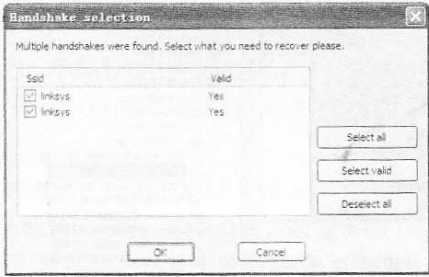 Handshake selection
Multiple handshakes were found. Select what you need to recover please.
Ssid Valid
linksys Yes
linksys Yes
Select all
Select valid
Deselect all
OK Cancel